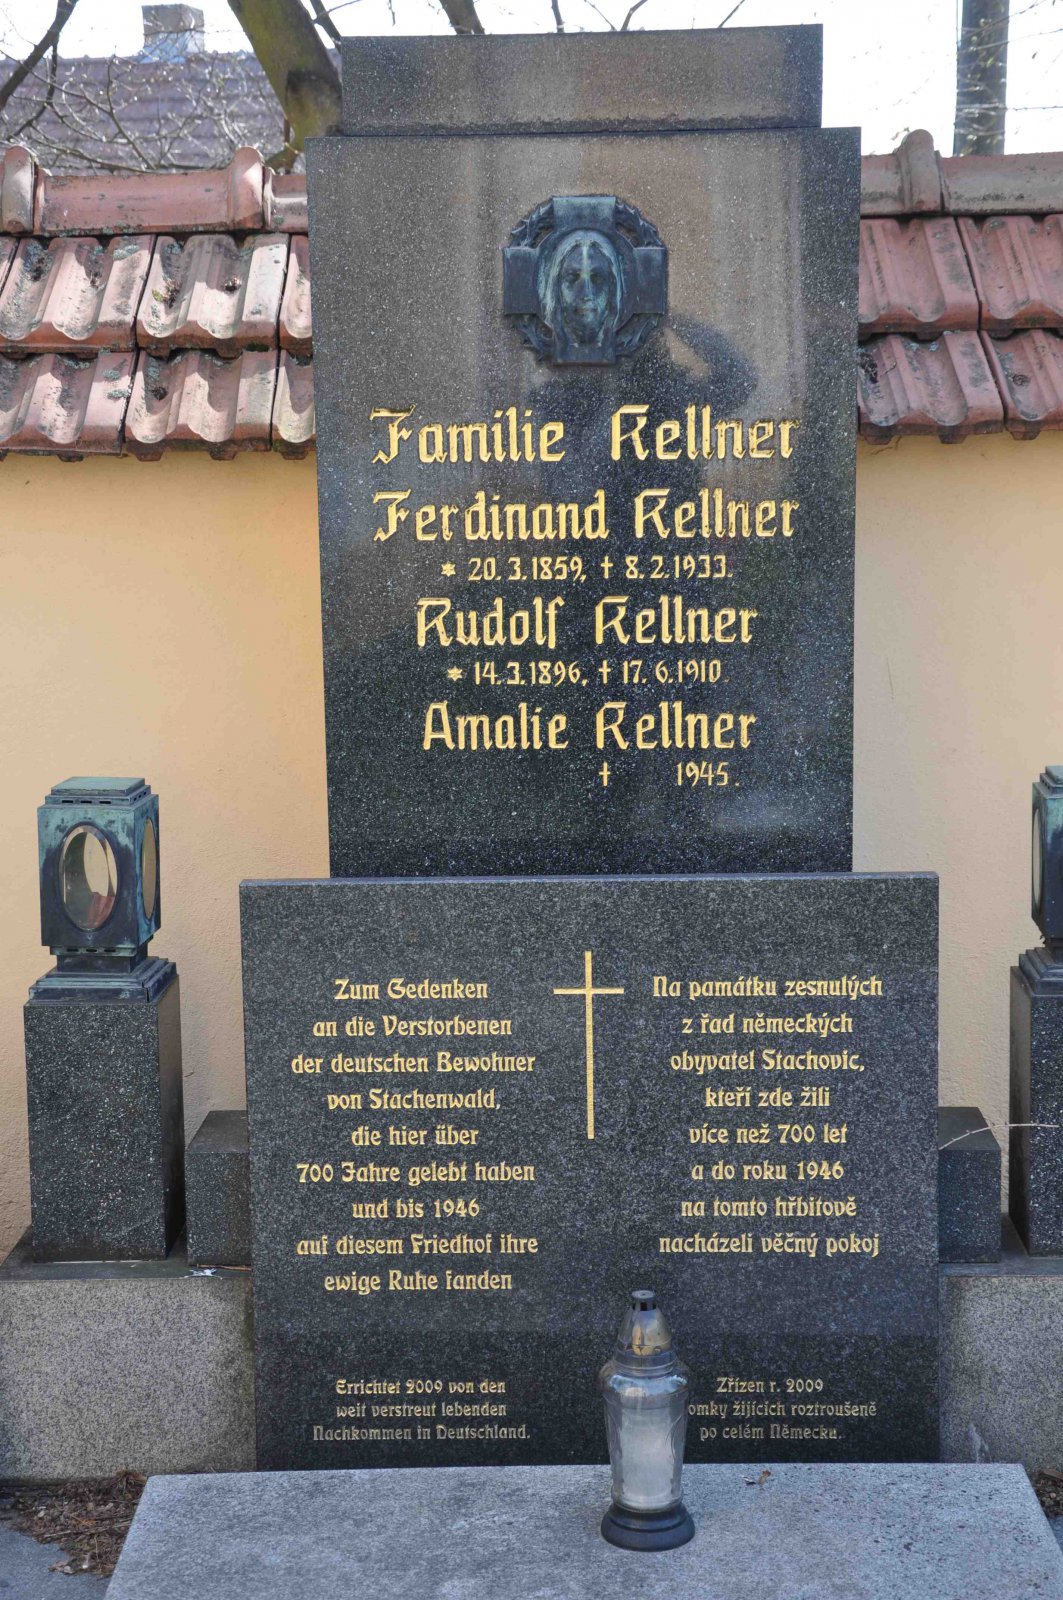 Familie Kellner
Ferdinand Kellner
* 20.3.1859, † 8.2.1933.
Rudolf Kellner
* 14.3.1896, † 17.6.1910
Amalie Kellner
† 1945.
Zum Gedenken
an die Verstorbenen
der deutschen Bewohner
von Stachenwald,
die hier über
700 Jahre gelebt haben
und bis 1946
auf diesem Friedhof ihre
ewige Ruhe fanden
Errichtet 2009 von den
weit verstreut lebenden
Nachkommen in Deutschland.
Na památku zesnulých
z řad německých
obyvatel Stachovic,
kteří zde žili
více než 700 let
a do roku 1946
na tomto hřbitově
nacházeli věčný pokoj
Zřízen r. 2009
žijících roztroušeně
po celém Německu.